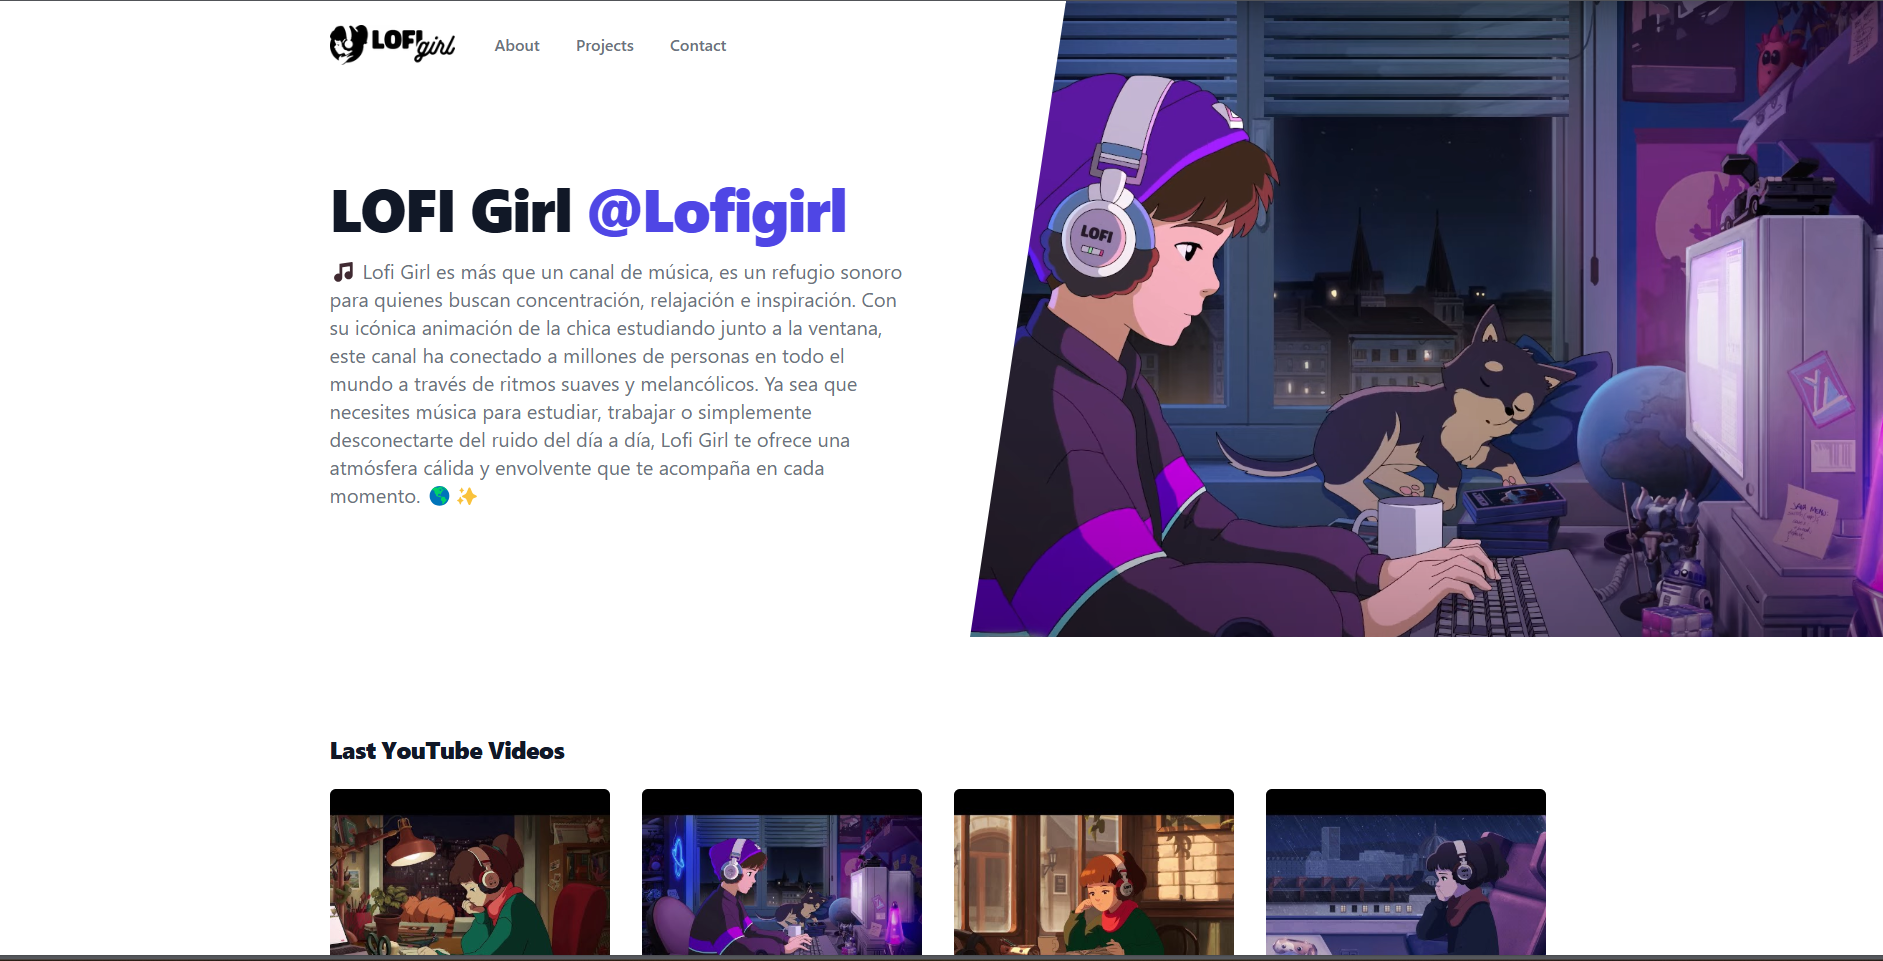 LOFI girl
About Projects Contact
LOFI Girl @Lofigirl
🎵 Lofi Girl es más que un canal de música, es un refugio sonoro
para quienes buscan concentración, relajación e inspiración. Con
su icónica animación de la chica estudiando junto a la ventana,
este canal ha conectado a millones de personas en todo el
mundo a través de ritmos suaves y melancólicos. Ya sea que
necesites música para estudiar, trabajar o simplemente
desconectarte del ruido del día a día, Lofi Girl te ofrece una
atmósfera cálida y envolvente que te acompaña en cada
momento. 🌎 ✨
LOFI
Last YouTube Videos